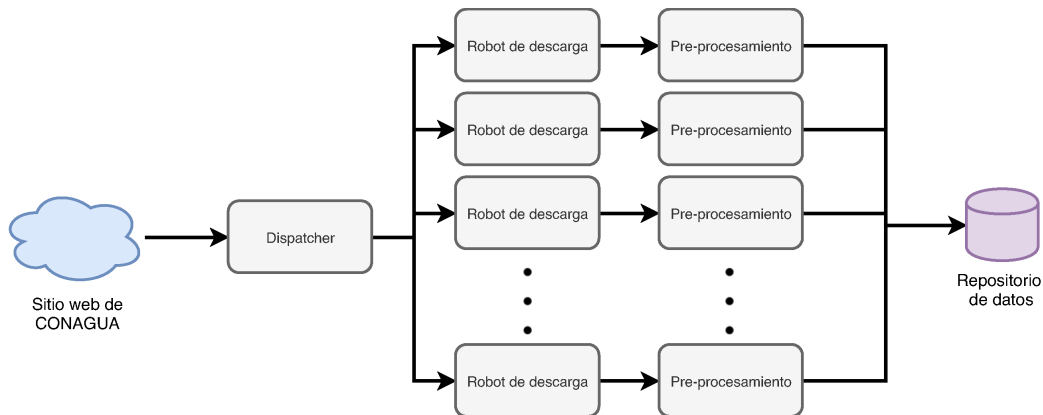 Robot de descarga
Pre-procesamiento
Robot de descarga
Pre-procesamiento
Robot de descarga
Pre-procesamiento
Dispatcher
Sitio web de
CONAGUA
Repositorio
de datos
Robot de descarga
Pre-procesamiento